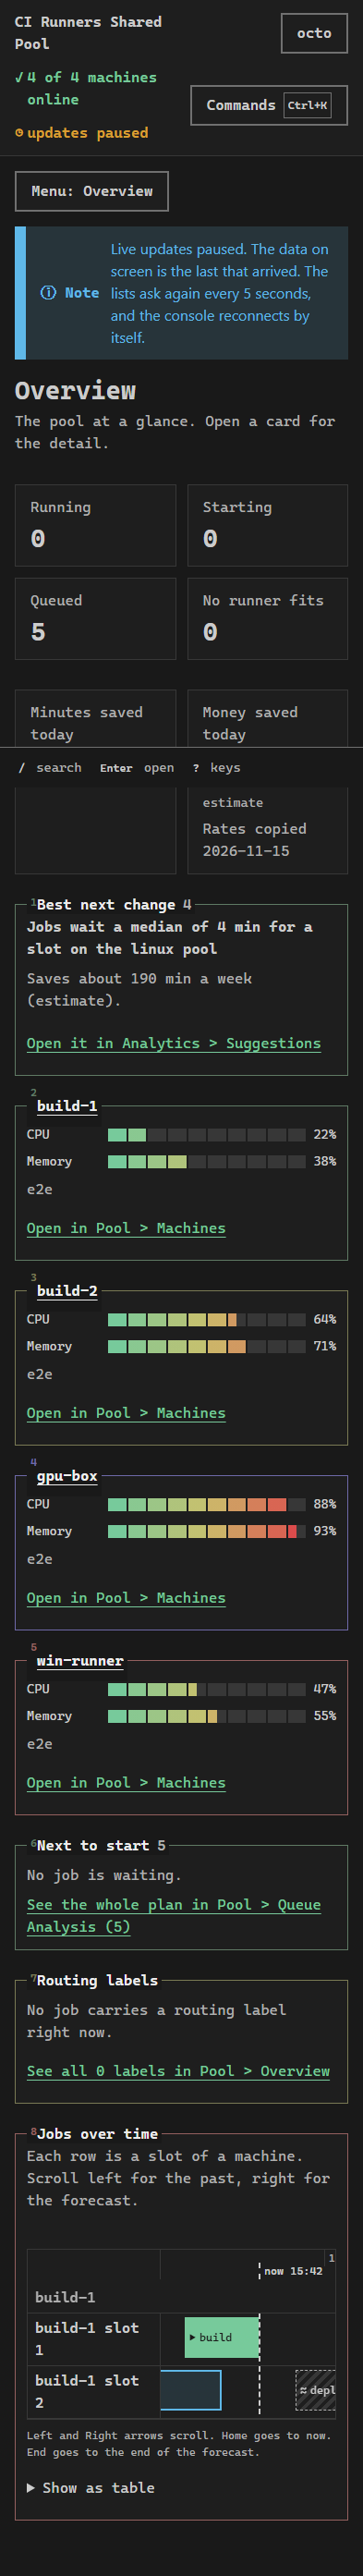 CI Runners Shared
Pool
octo
✓ 4 of 4 machines
online
updates paused
Commands Ctrl+K
Menu: Overview
Note
Live updates paused. The data on
screen is the last that arrived. The
lists ask again every 5 seconds,
and the console reconnects by
itself.
Overview
The pool at a glance. Open a card for
the detail.
Running
0
Starting
0
Queued
5
No runner fits
0
Minutes saved
today
Money saved
today
/ search Enter open ? keys
estimate
Rates copied
2026-11-15
1 Best next change 4
Jobs wait a median of 4 min for a
slot on the linux pool
Saves about 190 min a week
(estimate).
Open it in Analytics > Suggestions
2
build-1
CPU 22%
Memory 38%
e2e
Open in Pool > Machines
3
build-2
CPU 64%
Memory 71%
e2e
Open in Pool > Machines
4
gpu-box
CPU 88%
Memory 93%
e2e
Open in Pool > Machines
5
win-runner
CPU 47%
Memory 55%
e2e
Open in Pool > Machines
6 Next to start 5
No job is waiting.
See the whole plan in Pool > Queue
Analysis (5)
7 Routing labels
No job carries a routing label
right now.
See all 0 labels in Pool > Overview
8 Jobs over time
Each row is a slot of a machine.
Scroll left for the past, right for
the forecast.
1
now 15:42
build-1
build-1 slot
1
▶ build
build-1 slot
2
≈ depl
Left and Right arrows scroll. Home goes to now.
End goes to the end of the forecast.
▶ Show as table